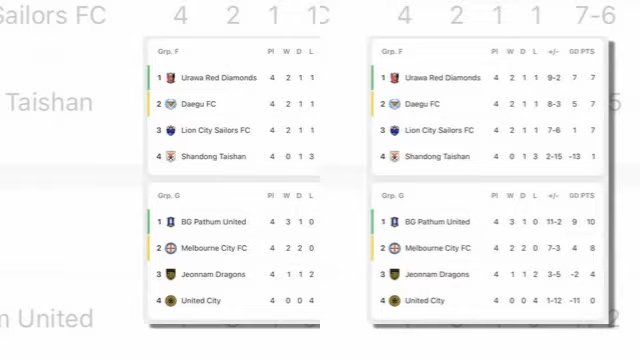 Sailors FC 4 2 1 1 4 2 1 1 7-6
Grp. F Pl W D L
1 Urawa Red Diamonds 4 2 1 1
2 Daegu FC 4 2 1 1
3 Lion City Sailors FC 4 2 1 1
4 Shandong Taishan 4 0 1 3
Grp. G Pl W D L
1 BG Pathum United 4 3 1 0
2 Melbourne City FC 4 2 2 0
3 Jeonnam Dragons 4 1 1 2
4 United City 4 0 0 4
Grp. F Pl W D L +/- GD PTS
1 Urawa Red Diamonds 4 2 1 1 9-2 7 7
2 Daegu FC 4 2 1 1 8-3 5 7
3 Lion City Sailors FC 4 2 1 1 7-6 1 7
4 Shandong Taishan 4 0 1 3 2-15 -13 1
Grp. G Pl W D L +/- GD PTS
1 BG Pathum United 4 3 1 0 11-2 9 10
2 Melbourne City FC 4 2 2 0 7-3 4 8
3 Jeonnam Dragons 4 1 1 2 3-5 -2 4
4 United City 4 0 0 4 1-12 -11 0
Taishan
United